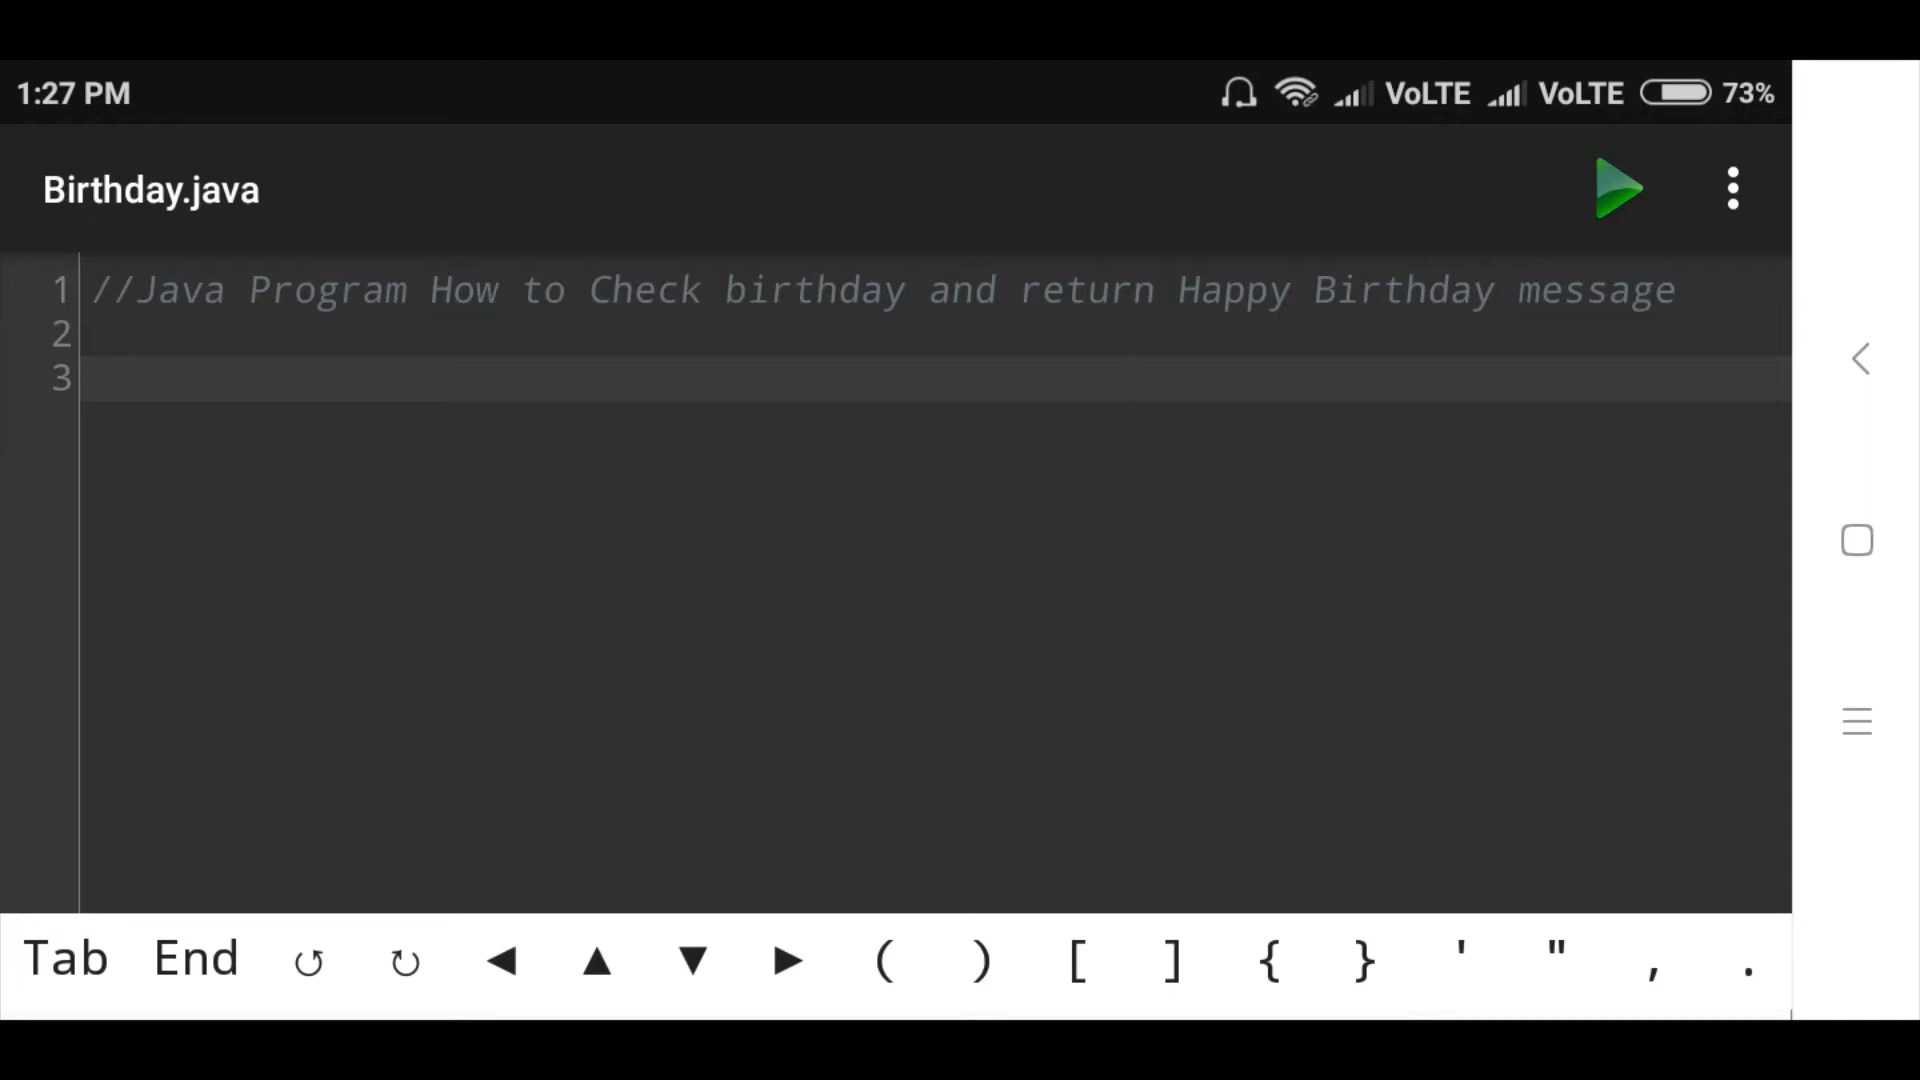 1:27 PM VoLTE VoLTE 73%
Birthday.java
1 //Java Program How to Check birthday and return Happy Birthday message
2
3
Tab End ↺ ↻ ◀ ▲ ▼ ▶ ( ) [ ] { } ' " , .